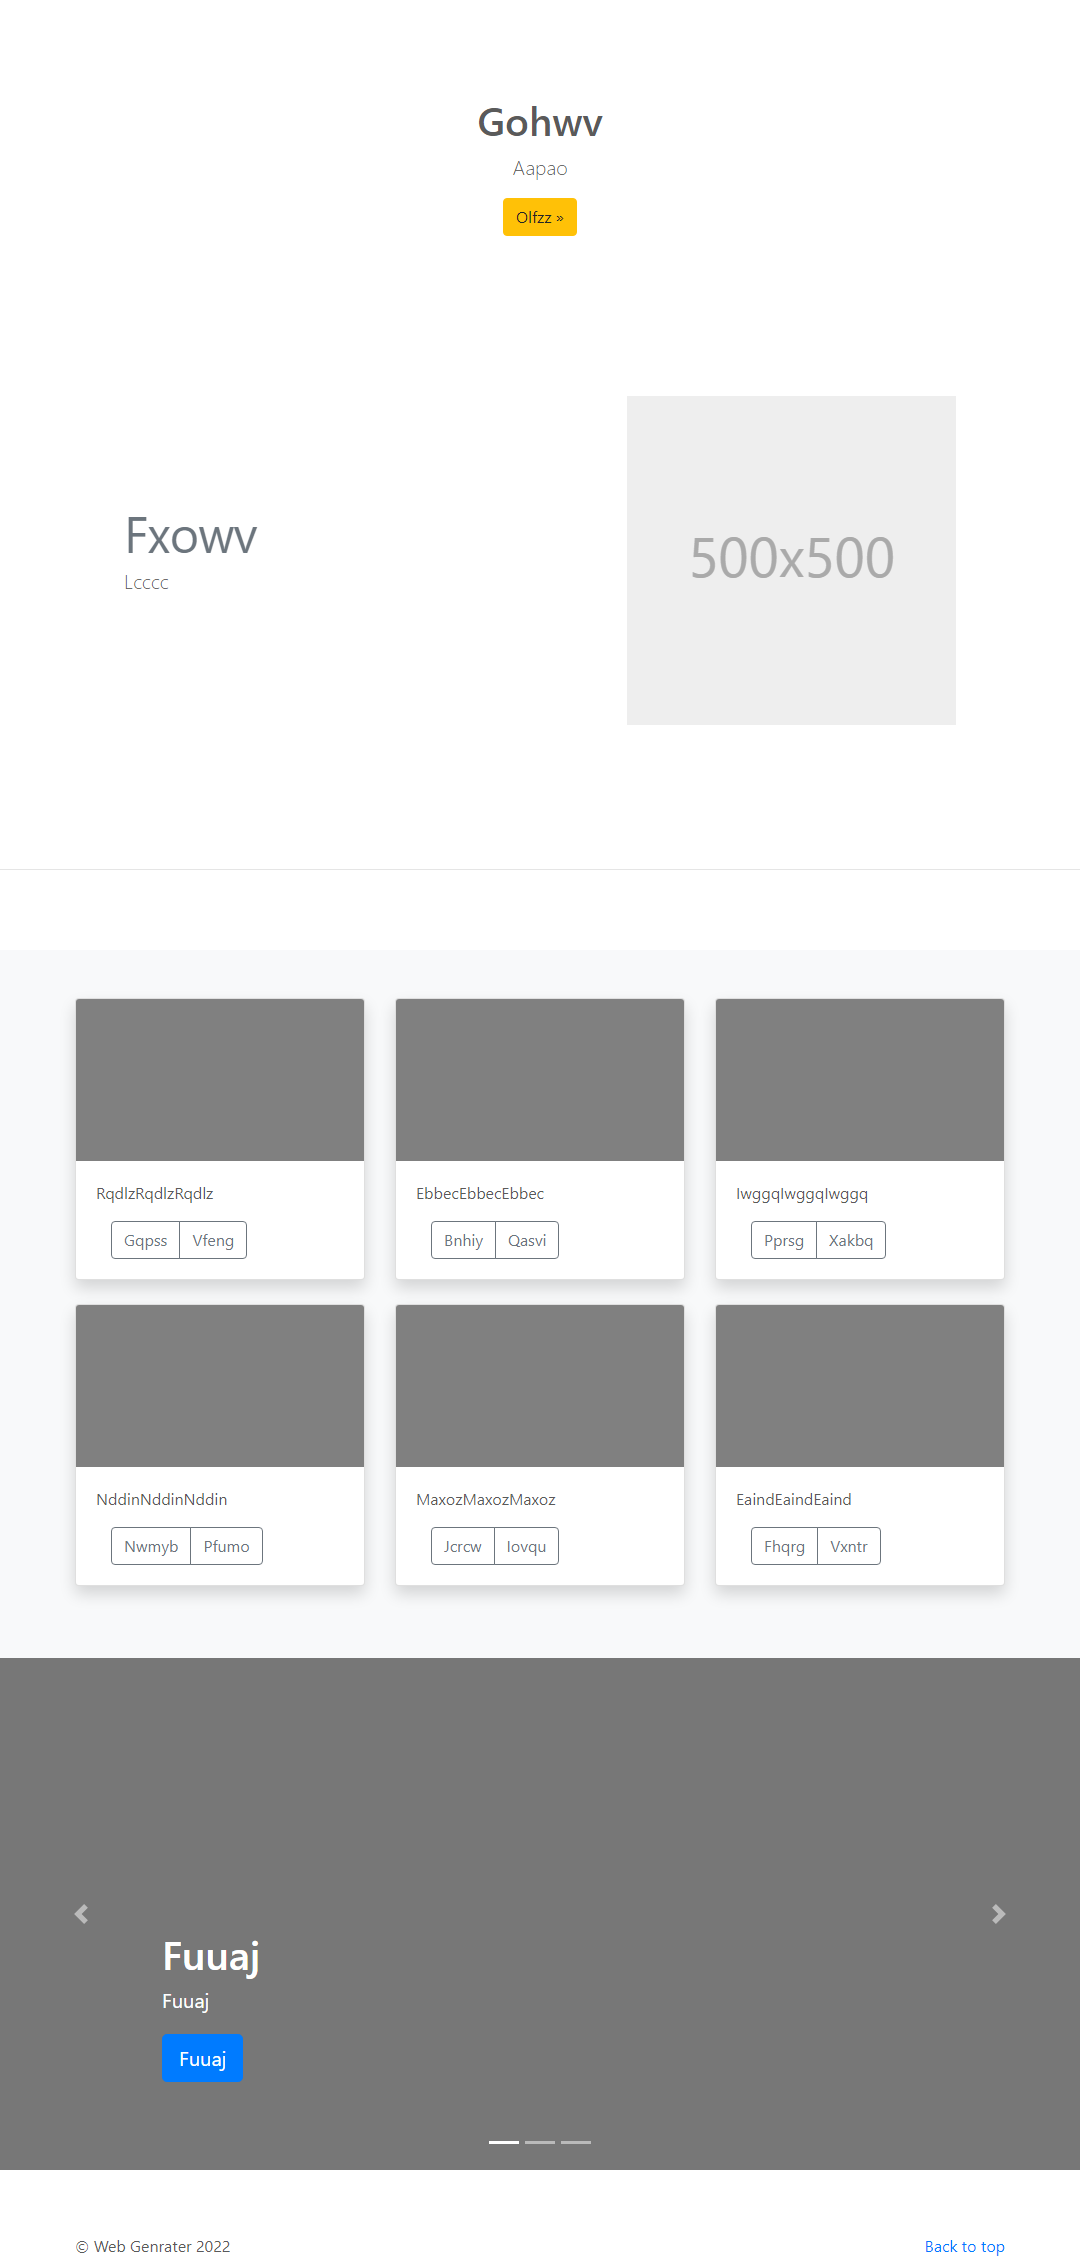 Gohwv
Aapao
Olfzz »
Fxowv
Lcccc
500x500
RqdlzRqdlzRqdlz
Gqpss Vfeng
EbbecEbbecEbbec
Bnhiy Qasvi
IwggqIwggqIwggq
Pprsg Xakbq
NddinNddinNddin
Nwmyb Pfumo
MaxozMaxozMaxoz
Jcrcw Iovqu
EaindEaindEaind
Fhqrg Vxntr
Fuuaj
Fuuaj
Fuuaj
© Web Genrater 2022
Back to top